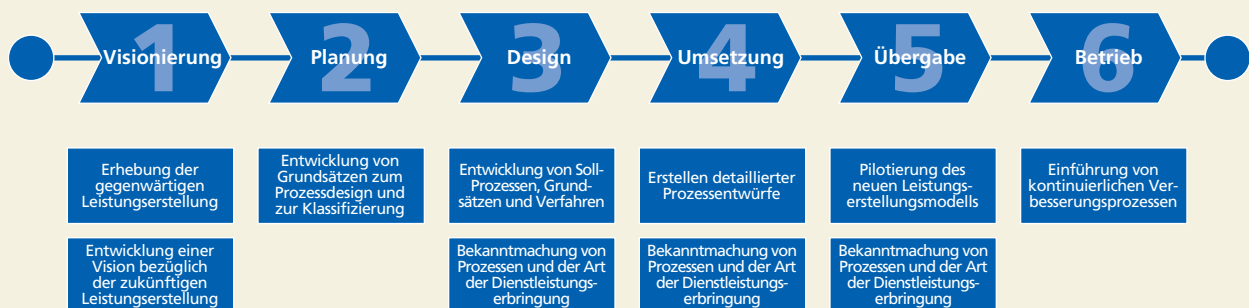 1 Visionierung
2 Planung
3 Design
4 Umsetzung
5 Übergabe
6 Betrieb
Erhebung der
gegenwärtigen
Leistungserstellung
Entwicklung von
Grundsätzen zum
Prozessdesign und
zur Klassifizierung
Entwicklung von Soll-
Prozessen, Grund-
sätzen und Verfahren
Erstellen detaillierter
Prozessentwürfe
Pilotierung des
neuen Leistungs-
erstellungsmodells
Einführung von
kontinuierlichen Ver-
besserungsprozessen
Entwicklung einer
Vision bezüglich
der zukünftigen
Leistungserstellung
Bekanntmachung von
Prozessen und der Art
der Dienstleistungs-
erbringung
Bekanntmachung von
Prozessen und der Art
der Dienstleistungs-
erbringung
Bekanntmachung von
Prozessen und der Art
der Dienstleistungs-
erbringung